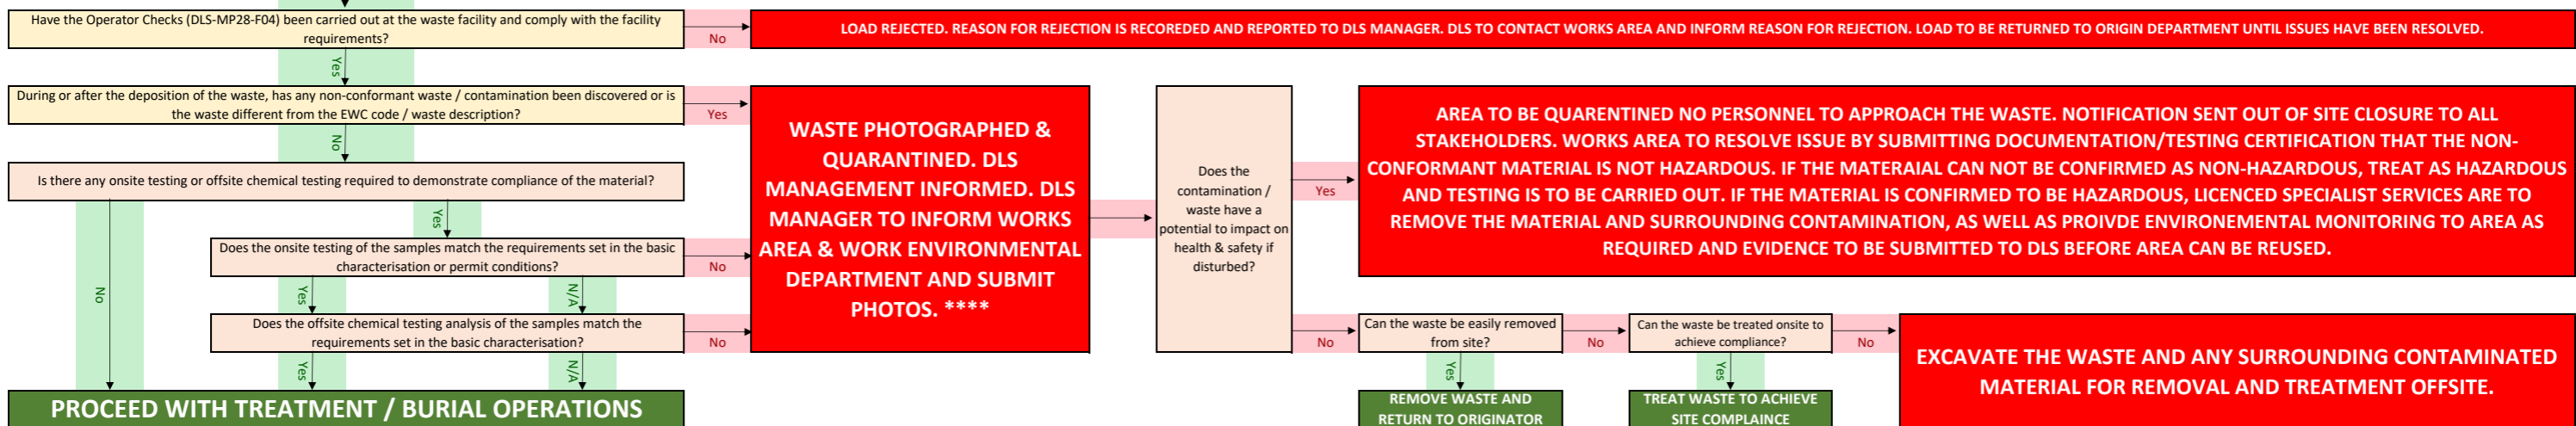 Have the Operator Checks (DLS-MP28-F04) been carried out at the waste facility and comply with the facility
requirements?
No
LOAD REJECTED. REASON FOR REJECTION IS RECOREDED AND REPORTED TO DLS MANAGER. DLS TO CONTACT WORKS AREA AND INFORM REASON FOR REJECTION. LOAD TO BE RETURNED TO ORIGIN DEPARTMENT UNTIL ISSUES HAVE BEEN RESOLVED.
Yes
During or after the deposition of the waste, has any non-conformant waste / contamination been discovered or is
the waste different from the EWC code / waste description?
Yes
No
Is there any onsite testing or offsite chemical testing required to demonstrate compliance of the material?
No
Yes
Does the onsite testing of the samples match the requirements set in the basic
characterisation or permit conditions?
No
Yes
N/A
Does the offsite chemical testing analysis of the samples match the
requirements set in the basic characterisation?
No
Yes
N/A
PROCEED WITH TREATMENT / BURIAL OPERATIONS
WASTE PHOTOGRAPHED &
QUARANTINED. DLS
MANAGEMENT INFORMED. DLS
MANAGER TO INFORM WORKS
AREA & WORK ENVIRONMENTAL
DEPARTMENT AND SUBMIT
PHOTOS. ****
Does the
contamination /
waste have a
potential to impact on
health & safety if
disturbed?
Yes
AREA TO BE QUARENTINED NO PERSONNEL TO APPROACH THE WASTE. NOTIFICATION SENT OUT OF SITE CLOSURE TO ALL
STAKEHOLDERS. WORKS AREA TO RESOLVE ISSUE BY SUBMITTING DOCUMENTATION/TESTING CERTIFICATION THAT THE NON-
CONFORMANT MATERIAL IS NOT HAZARDOUS. IF THE MATERAIAL CAN NOT BE CONFIRMED AS NON-HAZARDOUS, TREAT AS HAZARDOUS
AND TESTING IS TO BE CARRIED OUT. IF THE MATERIAL IS CONFIRMED TO BE HAZARDOUS, LICENCED SPECIALIST SERVICES ARE TO
REMOVE THE MATERIAL AND SURROUNDING CONTAMINATION, AS WELL AS PROIVDE ENVIRONEMENTAL MONITORING TO AREA AS
REQUIRED AND EVIDENCE TO BE SUBMITTED TO DLS BEFORE AREA CAN BE REUSED.
No
Can the waste be easily removed
from site?
No
Can the waste be treated onsite to
achieve compliance?
No
EXCAVATE THE WASTE AND ANY SURROUNDING CONTAMINATED
MATERIAL FOR REMOVAL AND TREATMENT OFFSITE.
Yes
Yes
REMOVE WASTE AND
RETURN TO ORIGINATOR
TREAT WASTE TO ACHIEVE
SITE COMPLAINCE